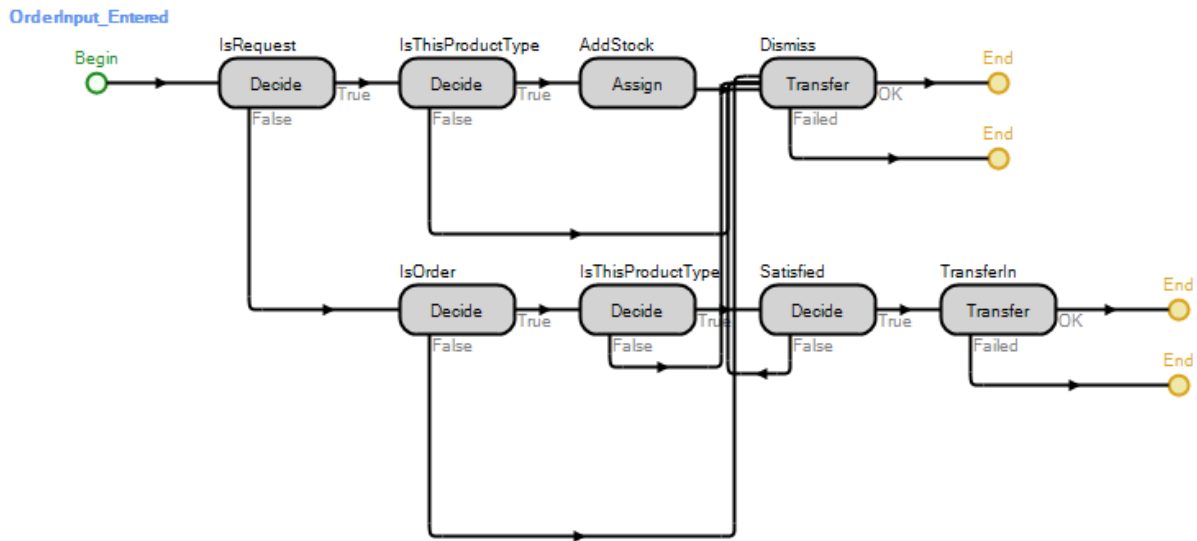 OrderInput_Entered
Begin
IsRequest
Decide
True
False
IsThisProductType
Decide
True
False
AddStock
Assign
Dismiss
Transfer
OK
Failed
End
End
IsOrder
Decide
True
False
IsThisProductType
Decide
True
False
Satisfied
Decide
True
False
TransferIn
Transfer
OK
Failed
End
End